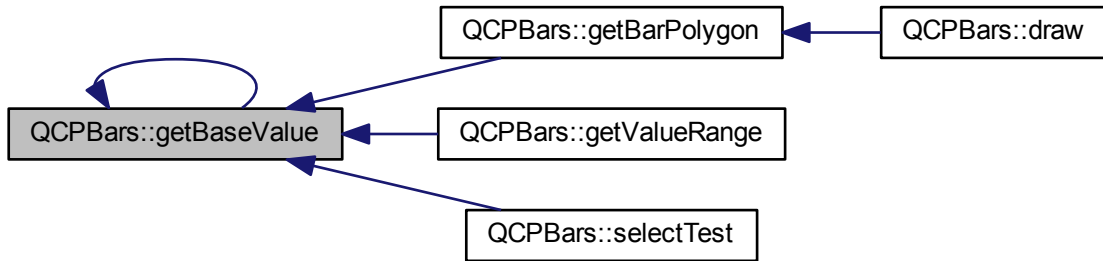 QCPBars::getBarPolygon
QCPBars::draw
QCPBars::getBaseValue
QCPBars::getValueRange
QCPBars::selectTest